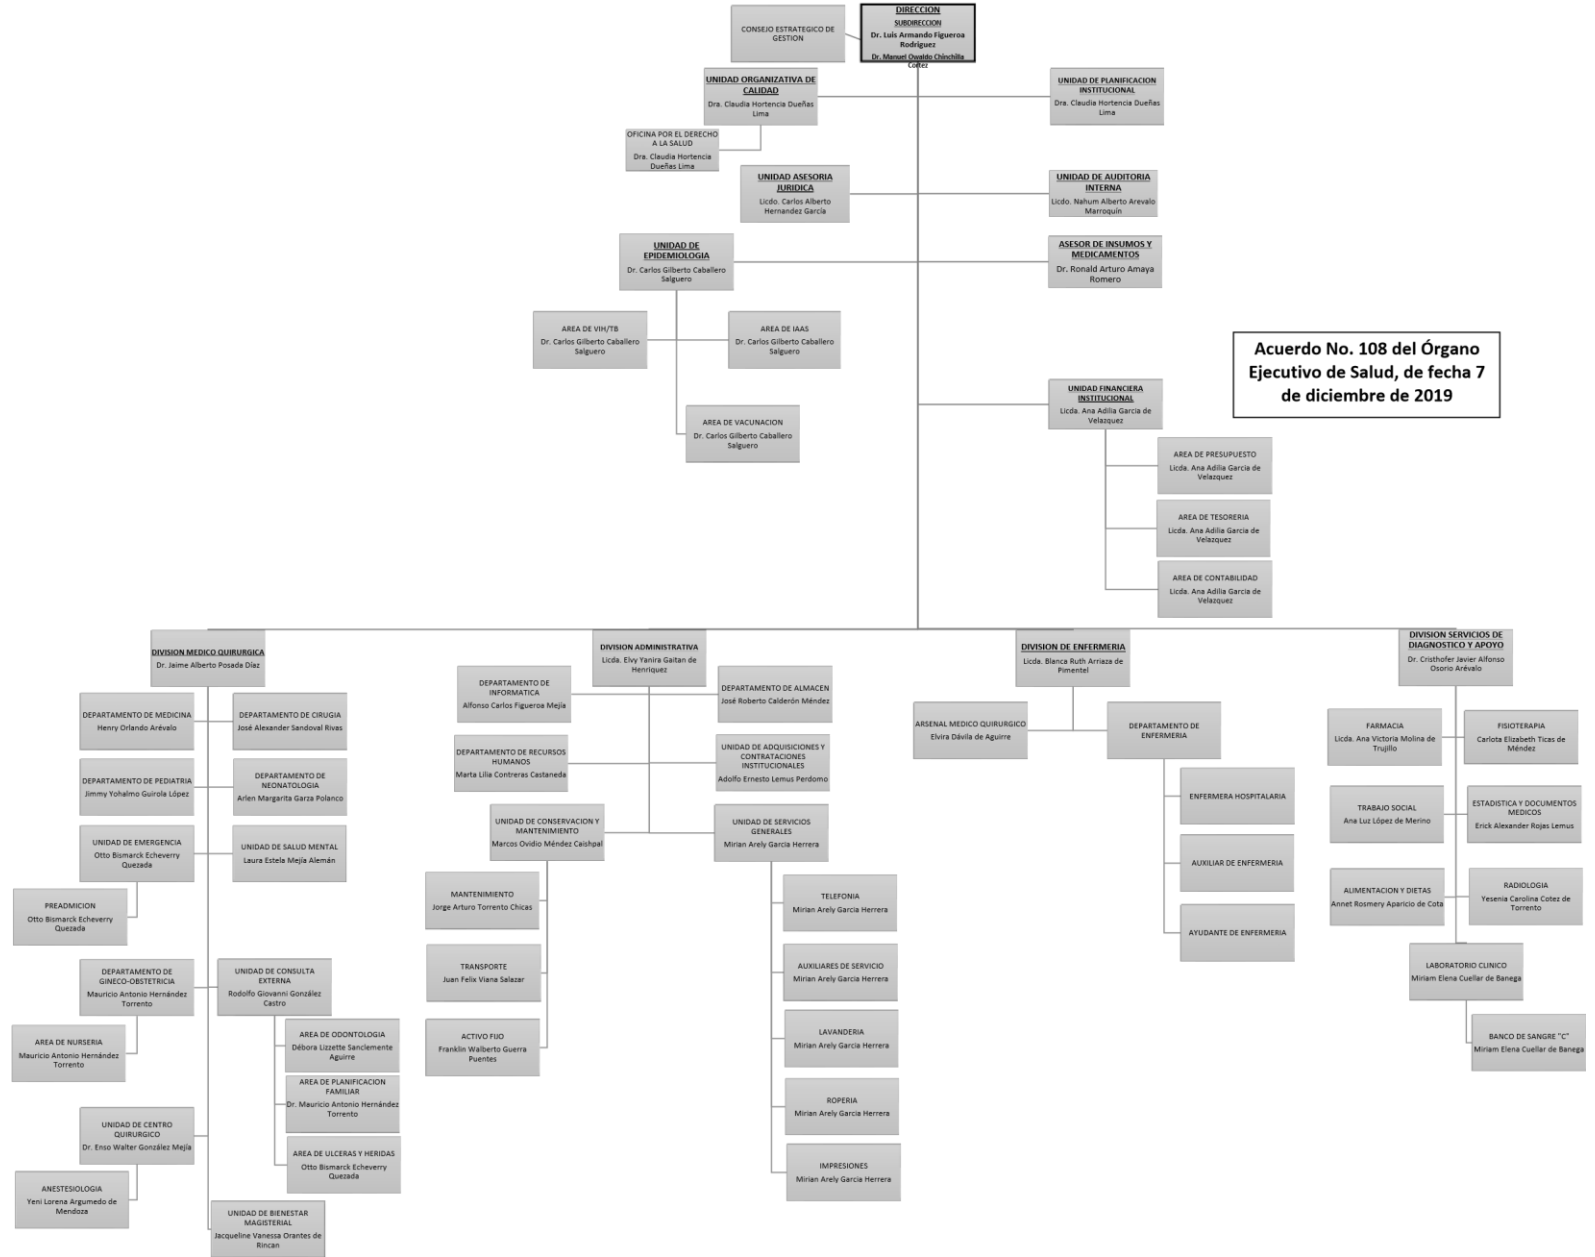 CONSEJO ESTRATEGICO DE
GESTION
DIRECCION
SUBDIRECCION
Dr. Luis Armando Figueroa
Rodriguez
Dr. Manuel Owaldo Chinchilla
Cortez
UNIDAD ORGANIZATIVA DE
CALIDAD
Dra. Claudia Hortencia Dueñas
Lima
UNIDAD DE PLANIFICACION
INSTITUCIONAL
Dra. Claudia Hortencia Dueñas
Lima
OFICINA POR EL DERECHO
A LA SALUD
Dra. Claudia Hortencia
Dueñas Lima
UNIDAD ASESORIA
JURIDICA
Licdo. Carlos Alberto
Hernandez García
UNIDAD DE AUDITORIA
INTERNA
Licdo. Nahum Alberto Arevalo
Marroquín
UNIDAD DE
EPIDEMIOLOGIA
Dr. Carlos Gilberto Caballero
Salguero
ASESOR DE INSUMOS Y
MEDICAMENTOS
Dr. Ronald Arturo Amaya
Romero
AREA DE VIH/TB
Dr. Carlos Gilberto Caballero
Salguero
AREA DE IAAS
Dr. Carlos Gilberto Caballero
Salguero
AREA DE VACUNACION
Dr. Carlos Gilberto Caballero
Salguero
Acuerdo No. 108 del Órgano
Ejecutivo de Salud, de fecha 7
de diciembre de 2019
UNIDAD FINANCIERA
INSTITUCIONAL
Licda. Ana Adilia Garcia de
Velazquez
AREA DE PRESUPUESTO
Licda. Ana Adilia Garcia de
Velazquez
AREA DE TESORERIA
Licda. Ana Adilia Garcia de
Velazquez
AREA DE CONTABILIDAD
Licda. Ana Adilia Garcia de
Velazquez
DIVISION MEDICO QUIRURGICA
Dr. Jaime Alberto Posada Díaz
DEPARTAMENTO DE MEDICINA
Henry Orlando Arévalo
DEPARTAMENTO DE CIRUGIA
José Alexander Sandoval Rivas
DEPARTAMENTO DE PEDIATRIA
Jimmy Yohalmo Guirola López
DEPARTAMENTO DE
NEONATOLOGIA
Arlen Margarita Garza Polanco
UNIDAD DE EMERGENCIA
Otto Bismarck Echeverry
Quezada
UNIDAD DE SALUD MENTAL
Laura Estela Mejía Alemán
PREADMICION
Otto Bismarck Echeverry
Quezada
DEPARTAMENTO DE
GINECO-OBSTETRICIA
Mauricio Antonio Hernández
Torrento
UNIDAD DE CONSULTA
EXTERNA
Rodolfo Giovanni González
Castro
AREA DE NURSERIA
Mauricio Antonio Hernández
Torrento
AREA DE ODONTOLOGIA
Débora Lizzette Sanclemente
Aguirre
AREA DE PLANIFICACION
FAMILIAR
Dr. Mauricio Antonio Hernández
Torrento
AREA DE ULCERAS Y HERIDAS
Otto Bismarck Echeverry
Quezada
UNIDAD DE CENTRO
QUIRURGICO
Dr. Enso Walter González Mejía
ANESTESIOLOGIA
Yeni Lorena Argumedo de
Mendoza
UNIDAD DE BIENESTAR
MAGISTERIAL
Jacqueline Vanessa Orantes de
Rincan
DIVISION ADMINISTRATIVA
Licda. Elvy Yanira Gaitan de
Henriquez
DEPARTAMENTO DE
INFORMATICA
Alfonso Carlos Figueroa Mejía
DEPARTAMENTO DE ALMACEN
José Roberto Calderón Méndez
DEPARTAMENTO DE RECURSOS
HUMANOS
Marta Lilia Contreras Castaneda
UNIDAD DE ADQUISICIONES Y
CONTRATACIONES
INSTITUCIONALES
Adolfo Ernesto Lemus Perdomo
UNIDAD DE CONSERVACION Y
MANTENIMIENTO
Marcos Ovidio Méndez Caishpal
UNIDAD DE SERVICIOS
GENERALES
Mirian Arely Garcia Herrera
MANTENIMIENTO
Jorge Arturo Torrento Chicas
TRANSPORTE
Juan Felix Viana Salazar
ACTIVO FIJO
Franklin Walberto Guerra
Puentes
TELEFONIA
Mirian Arely Garcia Herrera
AUXILIARES DE SERVICIO
Mirian Arely Garcia Herrera
LAVANDERIA
Mirian Arely Garcia Herrera
ROPERIA
Mirian Arely Garcia Herrera
IMPRESIONES
Mirian Arely Garcia Herrera
DIVISION DE ENFERMERIA
Licda. Blanca Ruth Arriaza de
Pimentel
ARSENAL MEDICO QUIRURGICO
Elvira Dávila de Aguirre
DEPARTAMENTO DE
ENFERMERIA
ENFERMERA HOSPITALARIA
AUXILIAR DE ENFERMERIA
AYUDANTE DE ENFERMERIA
DIVISION SERVICIOS DE
DIAGNOSTICO Y APOYO
Dr. Cristhofer Javier Alfonso
Osorio Arévalo
FARMACIA
Licda. Ana Victoria Molina de
Trujillo
FISIOTERAPIA
Carlota Elizabeth Ticas de
Méndez
TRABAJO SOCIAL
Ana Luz López de Merino
ESTADISTICA Y DOCUMENTOS
MEDICOS
Erick Alexander Rojas Lemus
ALIMENTACION Y DIETAS
Annet Rosmery Aparicio de Cota
RADIOLOGIA
Yesenia Carolina Cotez de
Torrento
LABORATORIO CLINICO
Miriam Elena Cuellar de Banega
BANCO DE SANGRE "C"
Miriam Elena Cuellar de Banega